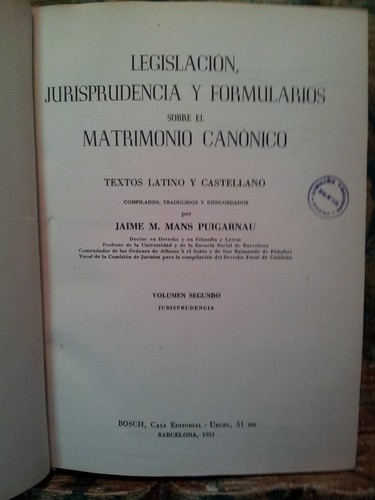 LEGISLACIÓN,
JURISPRUDENCIA Y FORMULARIOS
SOBRE EL
MATRIMONIO CANÓNICO
TEXTOS LATINO Y CASTELLANO
COMPILADOS, TRADUCIDOS Y CONCORDADOS
por
JAIME M. MANS PUIGARNAU
Doctor en Derecho y en Filosofía y Letras
Profesor de la Universidad y de la Escuela Social de Barcelona
Comendador de las Órdenes de Alfonso X el Sabio y de San Raimundo de Peñafort
Vocal de la Comisión de Juristas para la compilación del Derecho Foral de Cataluña
VOLUMEN SEGUNDO
JURISPRUDENCIA
BOSCH, Casa Editorial - Urgel, 51 bis
BARCELONA, 1951